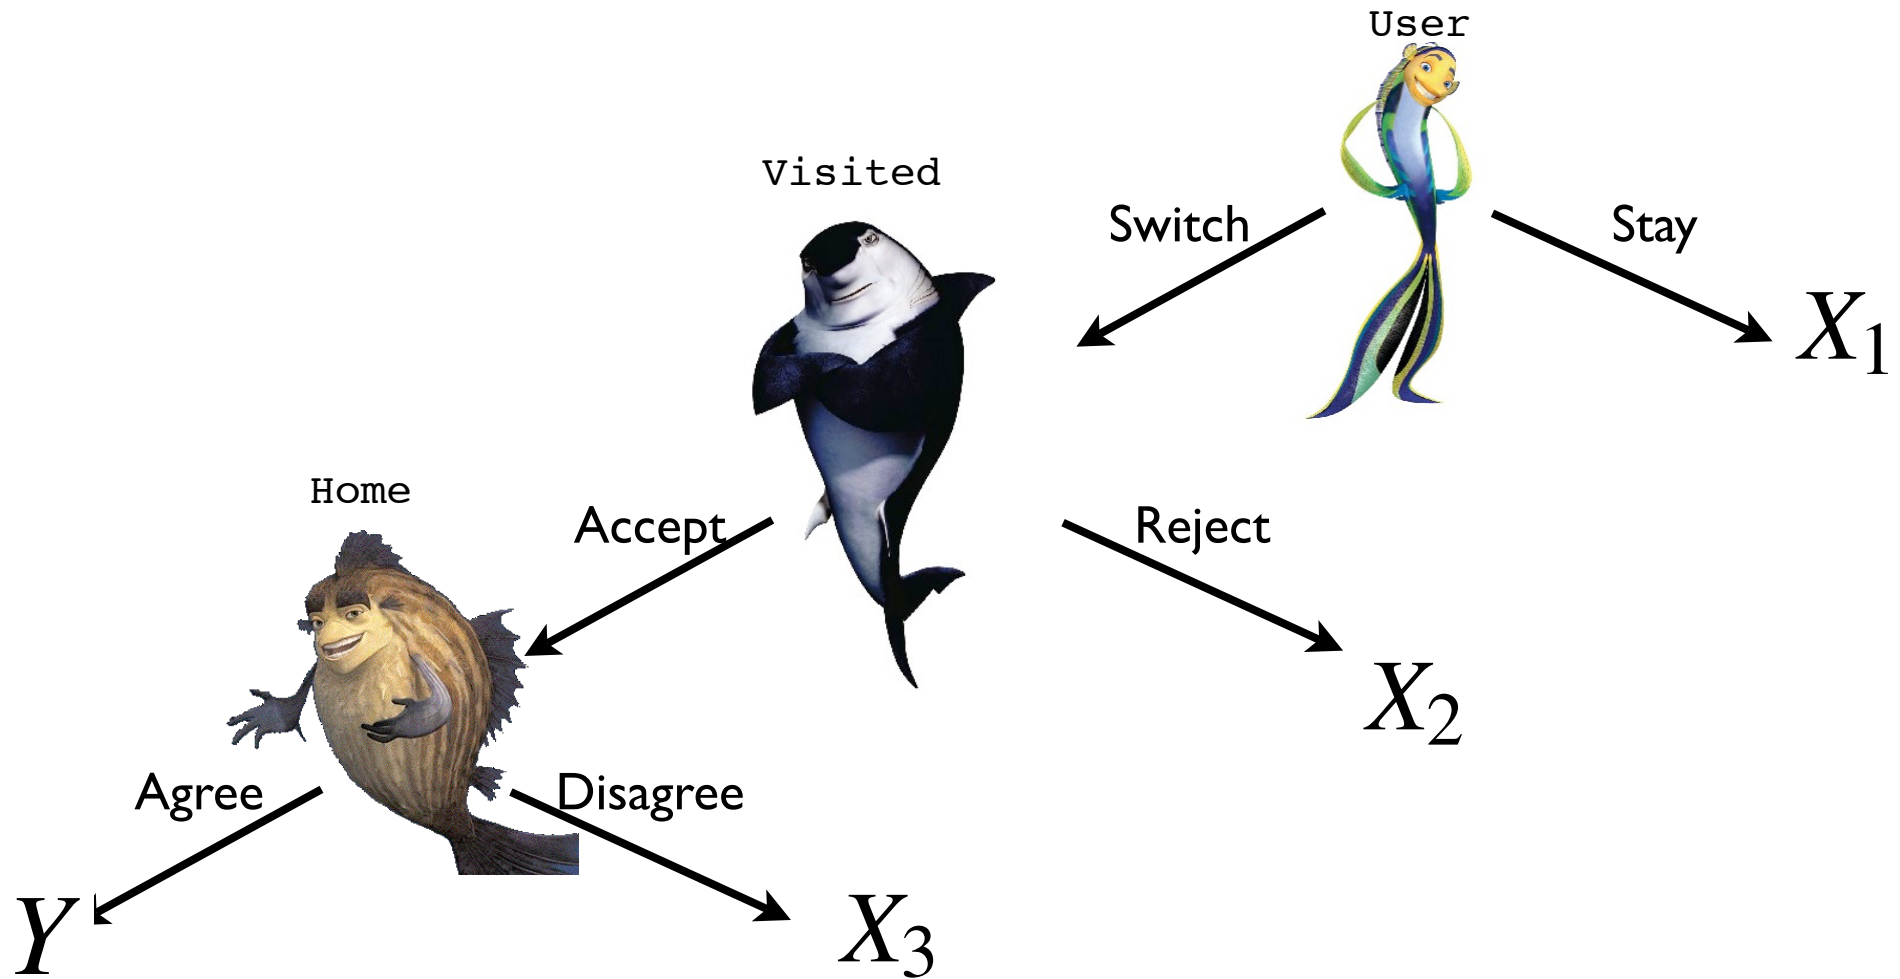 User
Visited
Switch
Stay
X1
Home
Accept
Reject
X2
Agree
Disagree
Y
X3